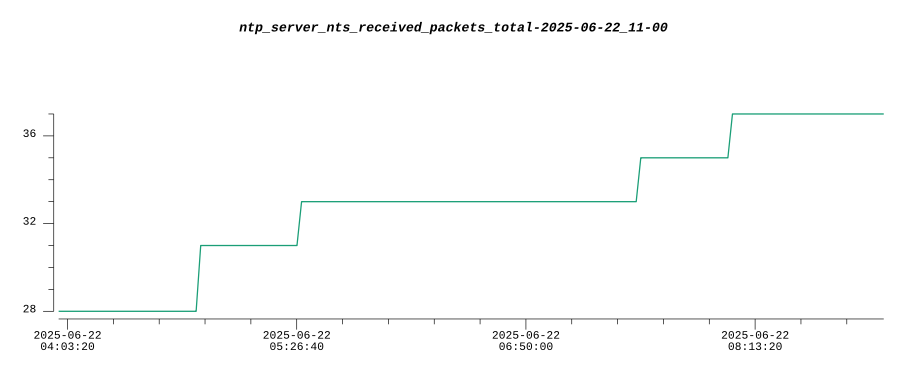 ntp_server_nts_received_packets_total-2025-06-22_11-00
36
32
28
2025-06-22 2025-06-22 2025-06-22 2025-06-22
04:03:20 05:26:40 06:50:00 08:13:20